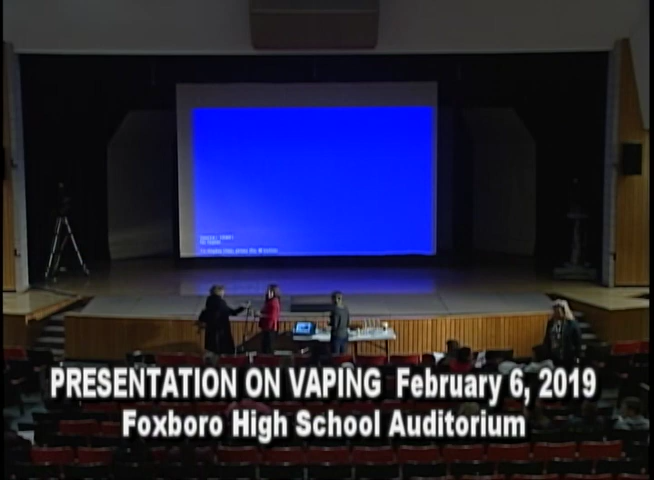 PRESENTATION ON VAPING February 6, 2019
Foxboro High School Auditorium